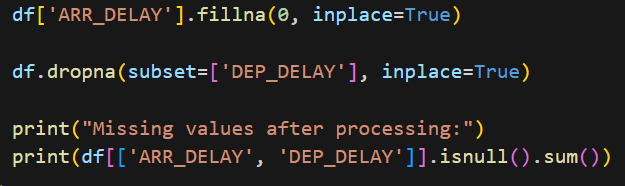 df['ARR_DELAY'].fillna(0, inplace=True)
df.dropna(subset=['DEP_DELAY'], inplace=True)
print("Missing values after processing:")
print(df[['ARR_DELAY', 'DEP_DELAY']].isnull().sum())